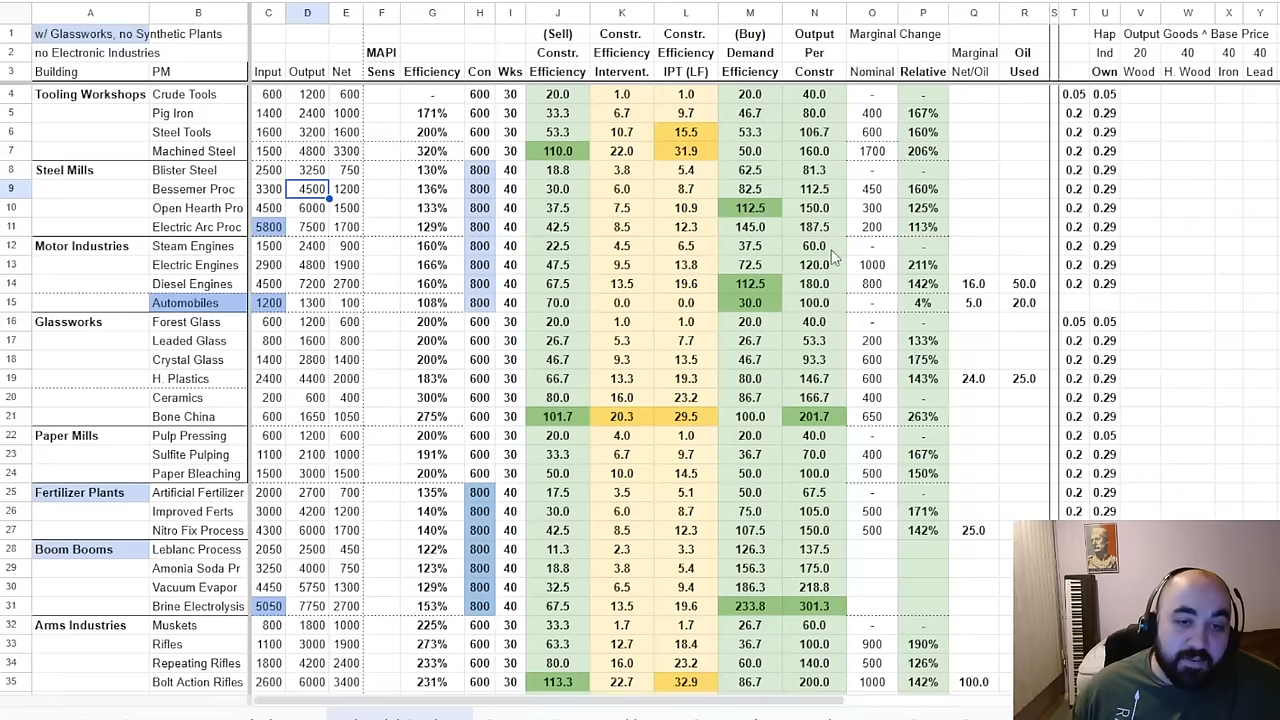 A B C D E F G H I J K L M N O P Q R S T U V W X Y
1 w/ Glassworks, no Synthetic Plants (Sell) Constr. Constr. (Buy) Output Marginal Change Hap Output Goods ^ Base Price
2 no Electronic Industries MAPI Constr. Efficiency Efficiency Demand Per Marginal Oil Ind 20 40 40 40
3 Building PM Input Output Net Sens Efficiency Con Wks Efficiency Intervent. IPT (LF) Efficiency Constr Nominal Relative Net/Oil Used Own Wood H. Wood Iron Lead
4 Tooling Workshops Crude Tools 600 1200 600 - 600 30 20.0 1.0 1.0 20.0 40.0 - - 0.05 0.05
5 Pig Iron 1400 2400 1000 171% 600 30 33.3 6.7 9.7 46.7 80.0 400 167% 0.2 0.29
6 Steel Tools 1600 3200 1600 200% 600 30 53.3 10.7 15.5 53.3 106.7 600 160% 0.2 0.29
7 Machined Steel 1500 4800 3300 320% 600 30 110.0 22.0 31.9 50.0 160.0 1700 206% 0.2 0.29
8 Steel Mills Blister Steel 2500 3250 750 130% 800 40 18.8 3.8 5.4 62.5 81.3 - - 0.2 0.29
9 Bessemer Proc 3300 4500 1200 136% 800 40 30.0 6.0 8.7 82.5 112.5 450 160% 0.2 0.29
10 Open Hearth Pro 4500 6000 1500 133% 800 40 37.5 7.5 10.9 112.5 150.0 300 125% 0.2 0.29
11 Electric Arc Proc 5800 7500 1700 129% 800 40 42.5 8.5 12.3 145.0 187.5 200 113% 0.2 0.29
12 Motor Industries Steam Engines 1500 2400 900 160% 800 40 22.5 4.5 6.5 37.5 60.0 - - 0.2 0.29
13 Electric Engines 2900 4800 1900 166% 800 40 47.5 9.5 13.8 72.5 120.0 1000 211% 0.2 0.29
14 Diesel Engines 4500 7200 2700 160% 800 40 67.5 13.5 19.6 112.5 180.0 800 142% 16.0 50.0 0.2 0.29
15 Automobiles 1200 1300 100 108% 800 40 70.0 0.0 0.0 30.0 100.0 - 4% 5.0 20.0
16 Glassworks Forest Glass 600 1200 600 200% 600 30 20.0 1.0 1.0 20.0 40.0 - - 0.05 0.05
17 Leaded Glass 800 1600 800 200% 600 30 26.7 5.3 7.7 26.7 53.3 200 133% 0.2 0.29
18 Crystal Glass 1400 2800 1400 200% 600 30 46.7 9.3 13.5 46.7 93.3 600 175% 0.2 0.29
19 H. Plastics 2400 4400 2000 183% 600 30 66.7 13.3 19.3 80.0 146.7 600 143% 24.0 25.0 0.2 0.29
20 Ceramics 200 600 400 300% 600 30 80.0 16.0 23.2 86.7 166.7 400 - 0.2 0.29
21 Bone China 600 1650 1050 275% 600 30 101.7 20.3 29.5 100.0 201.7 650 263% 0.2 0.29
22 Paper Mills Pulp Pressing 600 1200 600 200% 600 30 20.0 4.0 1.0 20.0 40.0 - - 0.2 0.05
23 Sulfite Pulping 1100 2100 1000 191% 600 30 33.3 6.7 9.7 36.7 70.0 400 167% 0.2 0.29
24 Paper Bleaching 1500 3000 1500 200% 600 30 50.0 10.0 14.5 50.0 100.0 500 150% 0.2 0.29
25 Fertilizer Plants Artificial Fertilizer 2000 2700 700 135% 800 40 17.5 3.5 5.1 50.0 67.5 - - 0.2 0.29
26 Improved Ferts 3000 4200 1200 140% 800 40 30.0 6.0 8.7 75.0 105.0 500 171% 0.2 0.29
27 Nitro Fix Process 4300 6000 1700 140% 800 40 42.5 8.5 12.3 107.5 150.0 500 142% 25.0
28 Boom Booms Leblanc Process 2050 2500 450 122% 800 40 11.3 2.3 3.3 126.3 137.5
29 Amonia Soda Pr 3250 4000 750 123% 800 40 18.8 3.8 5.4 156.3 175.0
30 Vacuum Evapor 4450 5750 1300 129% 800 40 32.5 6.5 9.4 186.3 218.8
31 Brine Electrolysis 5050 7750 2700 153% 800 40 67.5 13.5 19.6 233.8 301.3
32 Arms Industries Muskets 800 1800 1000 225% 600 30 33.3 1.7 1.7 26.7 60.0 - -
33 Rifles 1100 3000 1900 273% 600 30 63.3 12.7 18.4 36.7 100.0 900 190%
34 Repeating Rifles 1800 4200 2400 233% 600 30 80.0 16.0 23.2 60.0 140.0 500 126%
35 Bolt Action Rifles 2600 6000 3400 231% 600 30 113.3 22.7 32.9 86.7 200.0 1000 142% 100.0